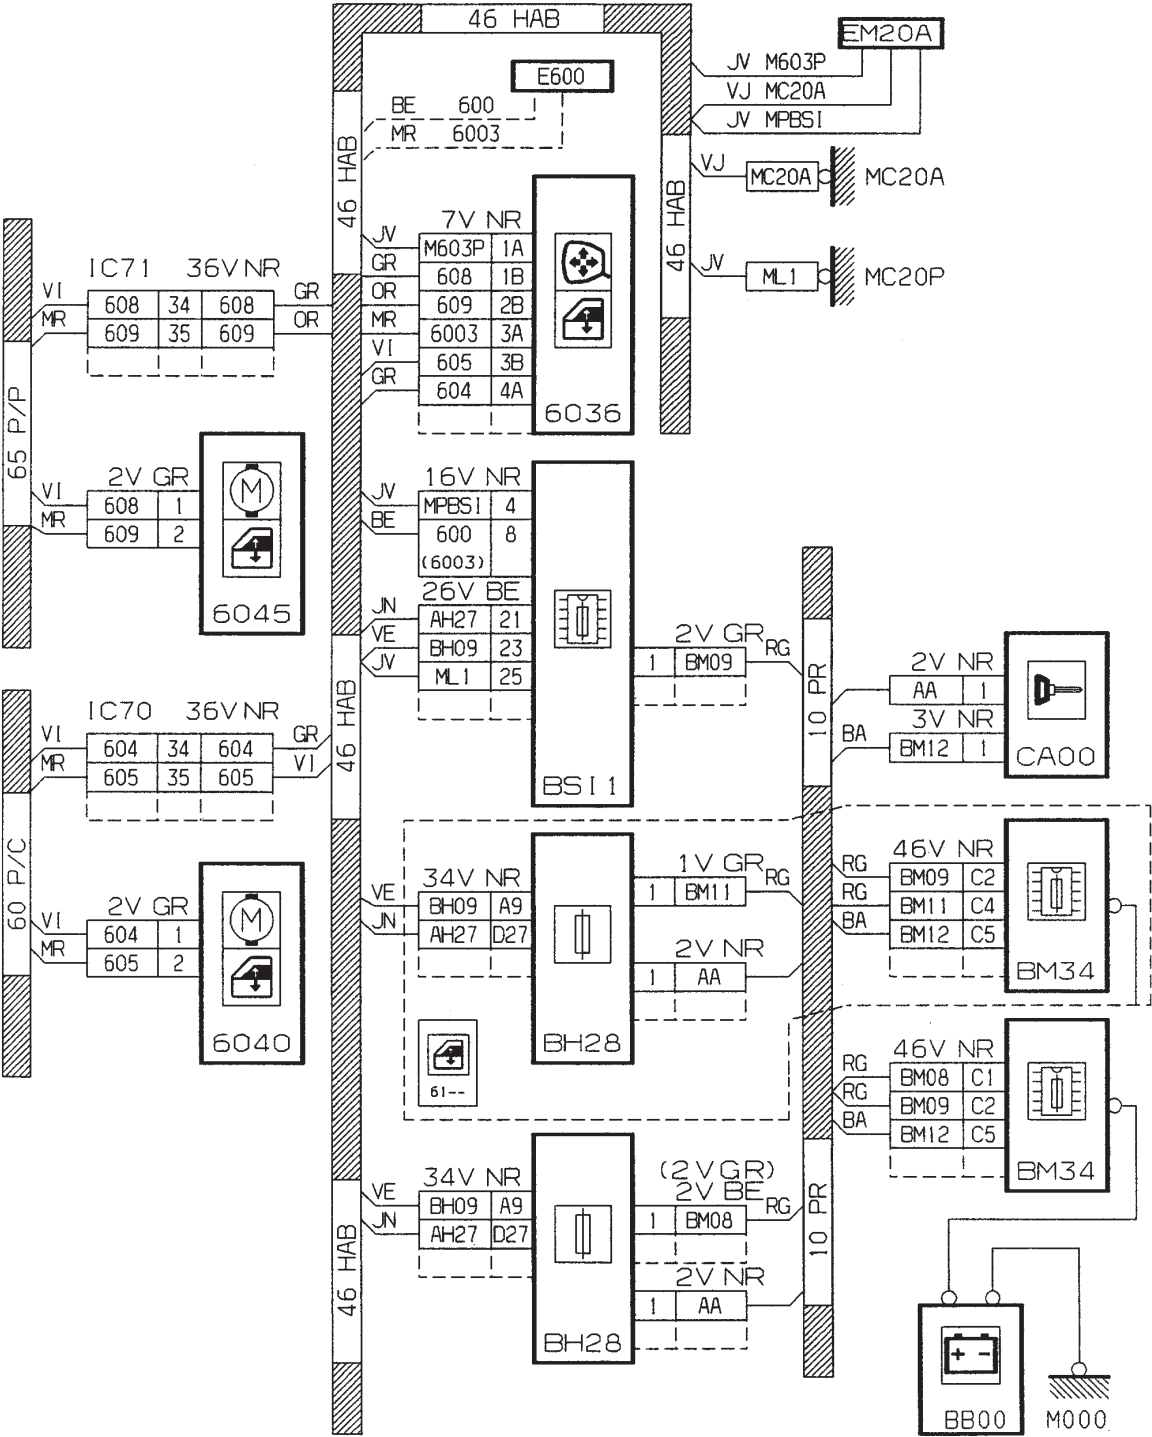 46 HAB
EM20A
JV M603P
VJ MC20A
JV MPBSI
E600
BE 600
MR 6003
46 HAB
46 HAB
VJ MC20A MC20A
JV ML1 MC20P
7V NR
JV M603P 1A
GR 608 1B
OR 609 2B
MR 6003 3A
VI 605 3B
GR 604 4A
6036
IC71 36V NR
VI 608 34 608 GR
MR 609 35 609 OR
65 P/P
2V GR
VI 608 1
MR 609 2
M
6045
16V NR
JV MPBSI 4
BE 600 8
(6003)
26V BE
JN AH27 21
VE BH09 23
JV ML1 25
BSI1
2V GR
1 BM09 RG
10 PR
2V NR
AA 1
3V NR
BA BM12 1
CA00
IC70 36V NR
VI 604 34 604 GR
MR 605 35 605 VI
46 HAB
60 P/C
2V GR
VI 604 1
MR 605 2
M
6040
34V NR
VE BH09 A9
JN AH27 D27
1V GR
1 BM11 RG
2V NR
1 AA
BH28
61--
46V NR
RG BM09 C2
RG BM11 C4
BA BM12 C5
BM34
46V NR
RG BM08 C1
RG BM09 C2
BA BM12 C5
BM34
34V NR
VE BH09 A9
JN AH27 D27
46 HAB
(2V GR)
2V BE
1 BM08 RG
2V NR
1 AA
BH28
10 PR
+ -
BB00
M000